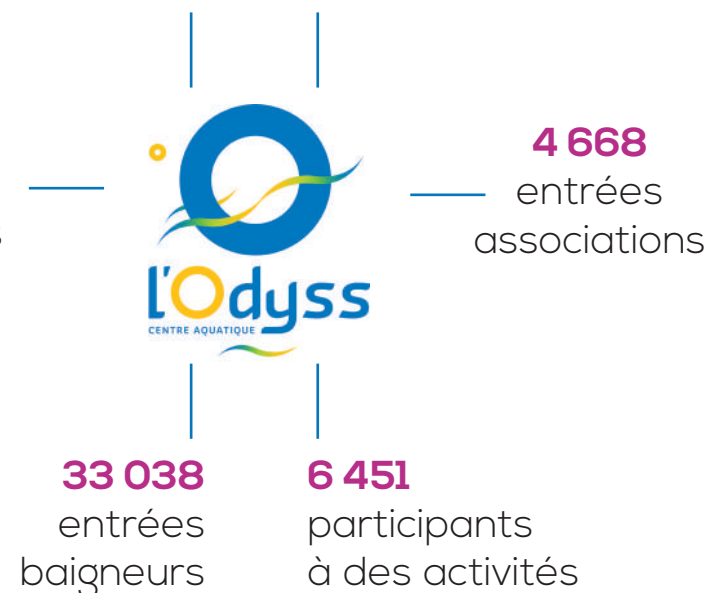 4 668
entrées
associations
l'Odyss
CENTRE AQUATIQUE
33 038
entrées
baigneurs
6 451
participants
à des activités